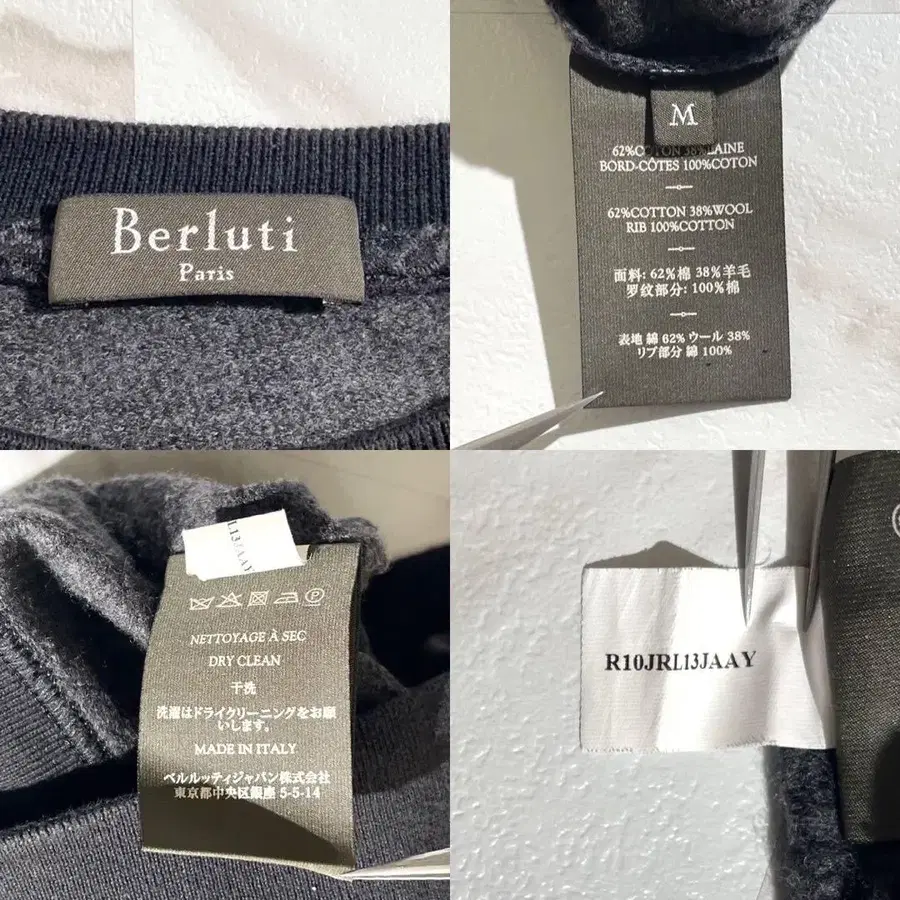 Berluti
Paris
M
62%COTON 38%LAINE
BORD-CÔTES 100%COTON
62%COTTON 38%WOOL
RIB 100%COTTON
面料: 62%棉 38%羊毛
罗纹部分: 100%棉
表地 綿 62% ウール 38%
リブ部分 綿 100%
L13JAAY
NETTOYAGE À SEC
DRY CLEAN
干洗
洗濯はドライクリーニングをお願
いします。
MADE IN ITALY
ベルルッティジャパン株式会社
東京都中央区銀座 5-5-14
R10JRL13JAAY